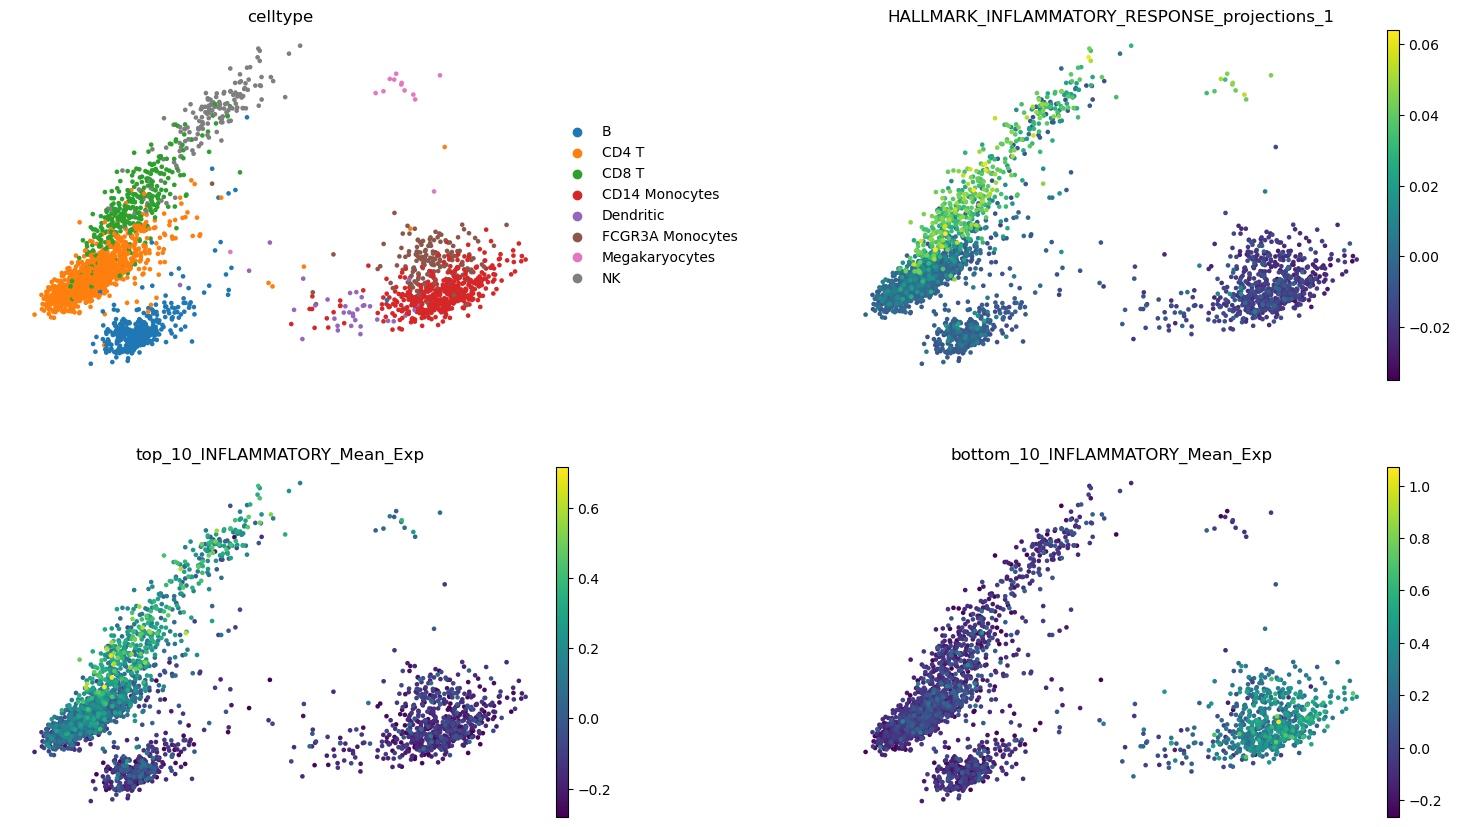 celltype
B
CD4 T
CD8 T
CD14 Monocytes
Dendritic
FCGR3A Monocytes
Megakaryocytes
NK
HALLMARK_INFLAMMATORY_RESPONSE_projections_1
0.06
0.04
0.02
0.00
−0.02
top_10_INFLAMMATORY_Mean_Exp
0.6
0.4
0.2
0.0
−0.2
bottom_10_INFLAMMATORY_Mean_Exp
1.0
0.8
0.6
0.4
0.2
0.0
−0.2